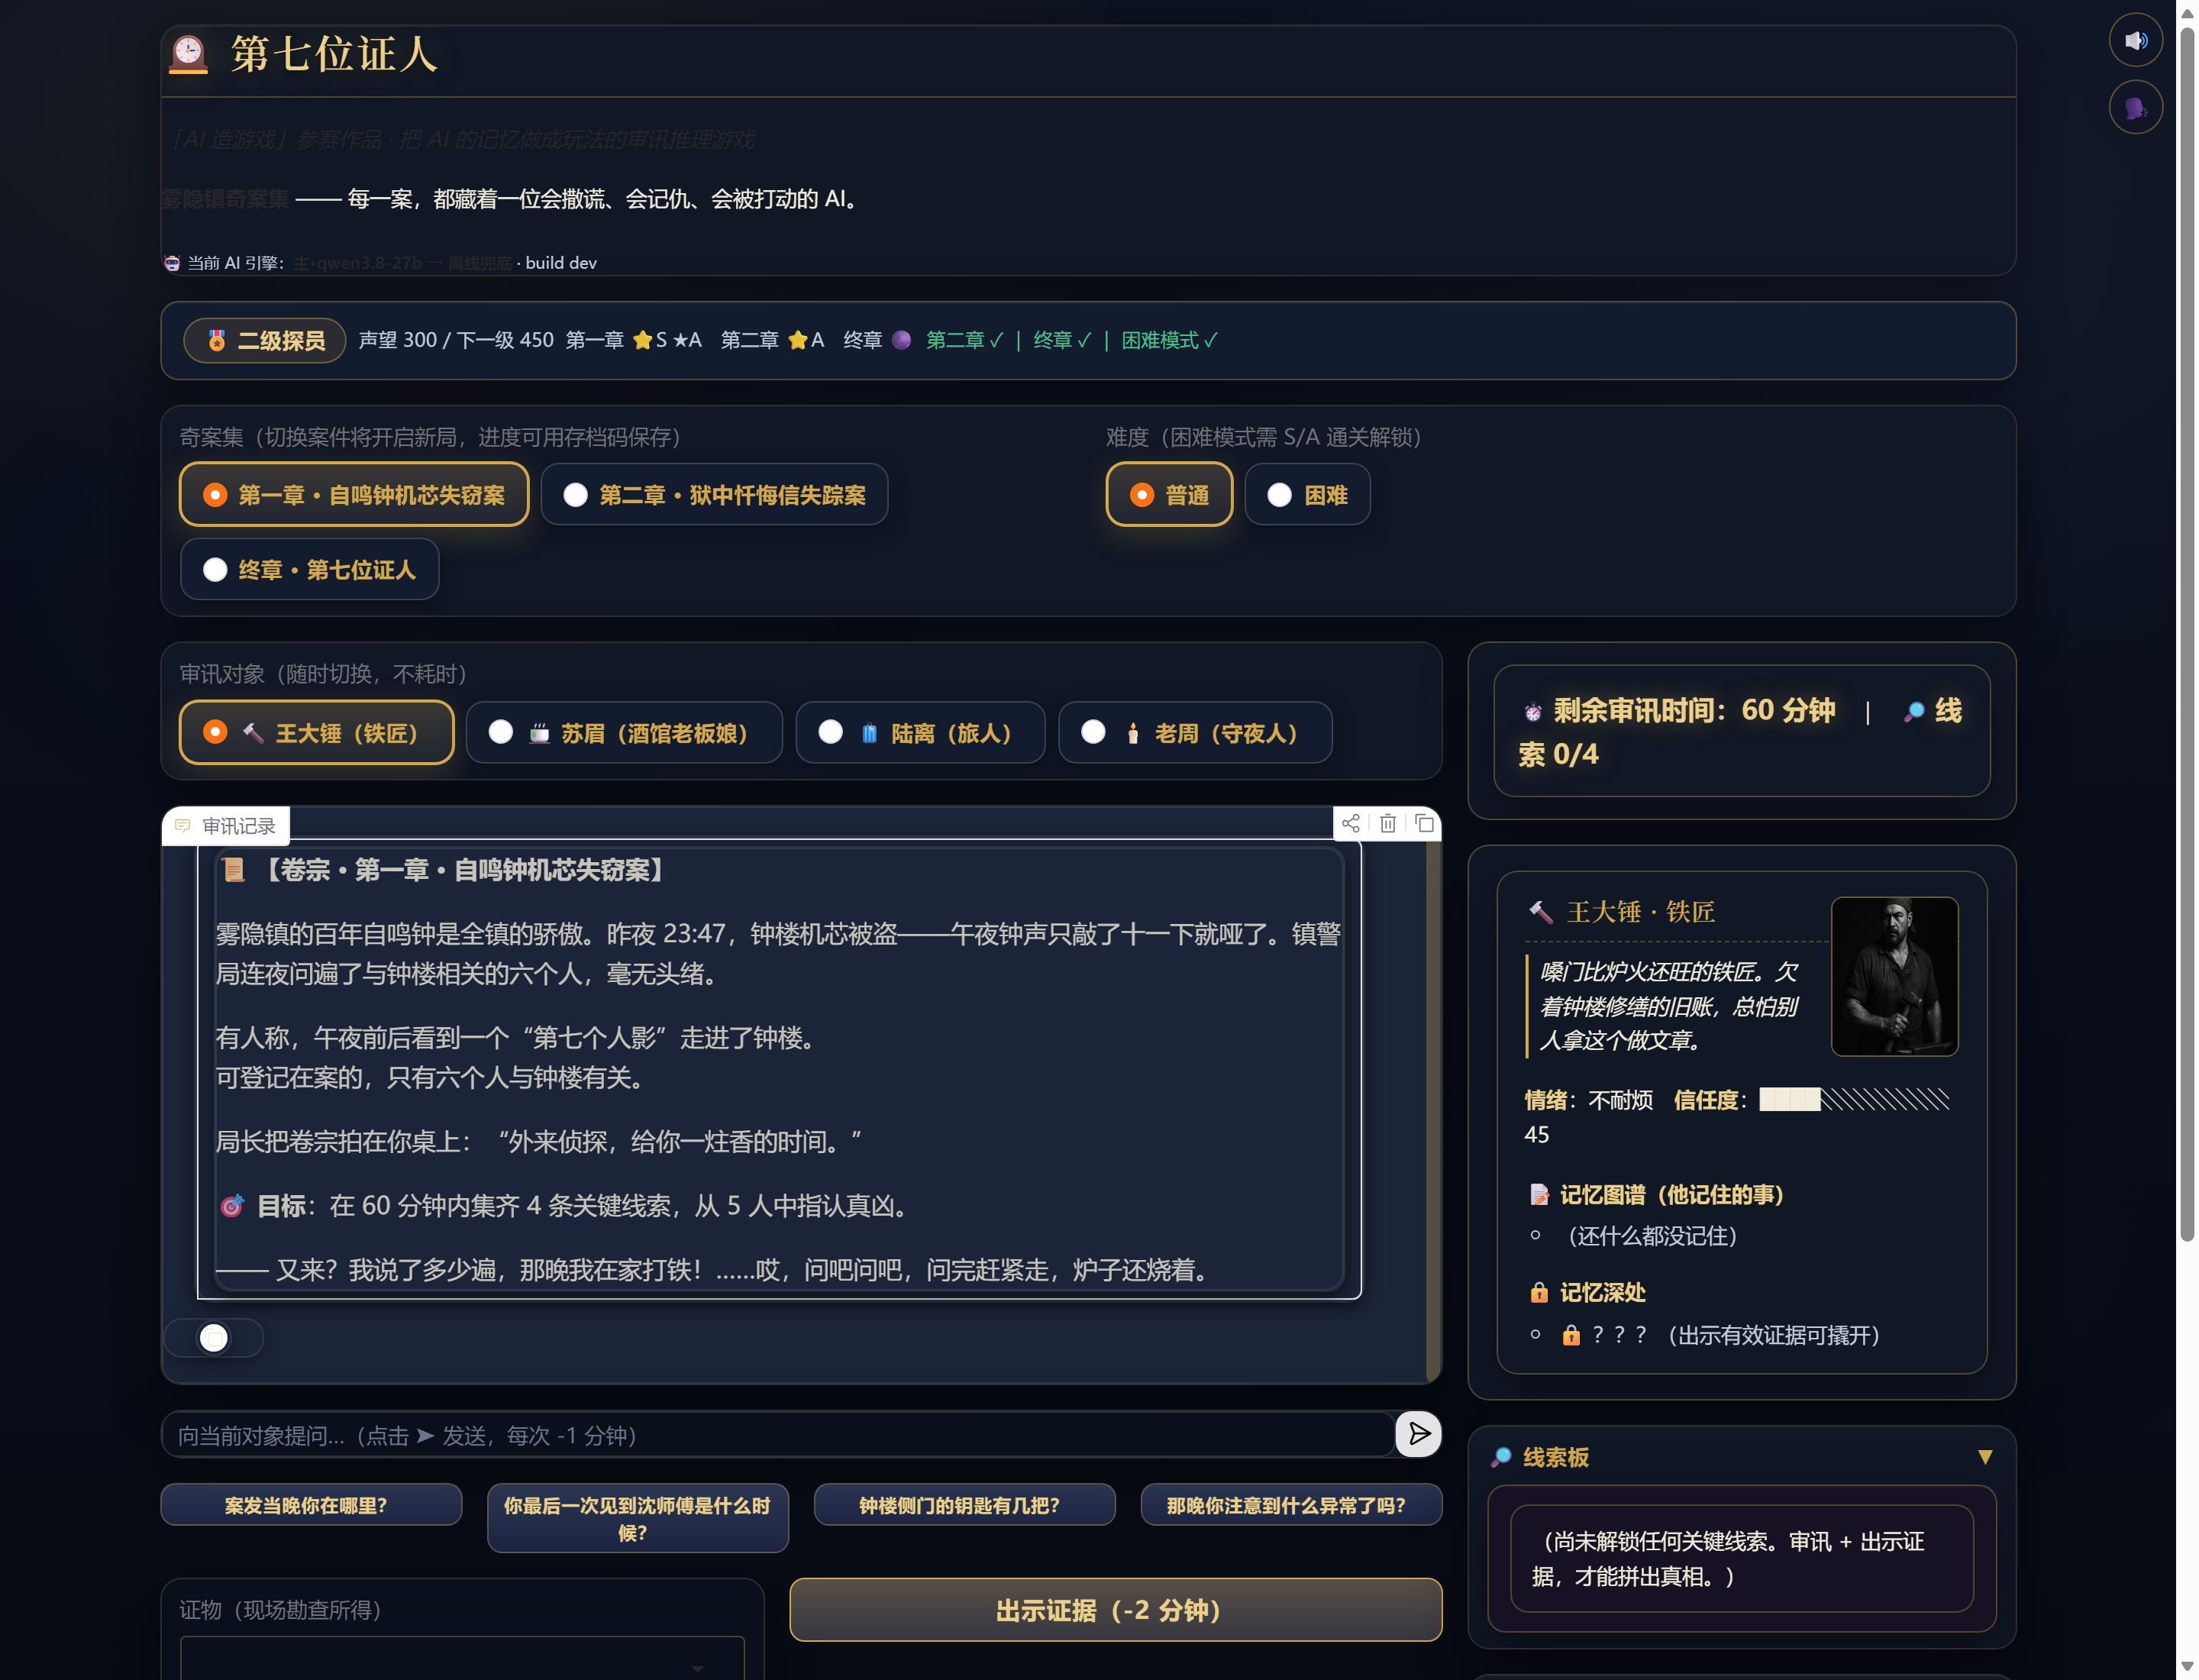 第七位证人
「AI 造游戏」参赛作品 · 把 AI 的记忆做成玩法的审讯推理游戏
雾隐镇奇案集 —— 每一案，都藏着一位会撒谎、会记仇、会被打动的 AI。
当前 AI 引擎：主·qwen3.8-27b → 离线兜底 · build dev
二级探员 声望 300 / 下一级 450 第一章 ⭐S ★A 第二章 ⭐A 终章 第二章 ✓ | 终章 ✓ | 困难模式 ✓
奇案集（切换案件将开启新局，进度可用存档码保存）
第一章 · 自鸣钟机芯失窃案 第二章 · 狱中忏悔信失踪案
终章 · 第七位证人
难度（困难模式需 S/A 通关解锁）
普通 困难
审讯对象（随时切换，不耗时）
王大锤（铁匠） 苏眉（酒馆老板娘） 陆离（旅人） 老周（守夜人）
审讯记录
【卷宗 · 第一章 · 自鸣钟机芯失窃案】
雾隐镇的百年自鸣钟是全镇的骄傲。昨夜 23:47，钟楼机芯被盗——午夜钟声只敲了十一下就哑了。镇警
局连夜问遍了与钟楼相关的六个人，毫无头绪。
有人称，午夜前后看到一个“第七个人影”走进了钟楼。
可登记在案的，只有六个人与钟楼有关。
局长把卷宗拍在你桌上：“外来侦探，给你一炷香的时间。”
目标：在 60 分钟内集齐 4 条关键线索，从 5 人中指认真凶。
—— 又来？我说了多少遍，那晚我在家打铁！……哎，问吧问吧，问完赶紧走，炉子还烧着。
向当前对象提问…（点击 ➤ 发送，每次 -1 分钟）
案发当晚你在哪里？
你最后一次见到沈师傅是什么时
候？
钟楼侧门的钥匙有几把？
那晚你注意到什么异常了吗？
证物（现场勘查所得）
出示证据（-2 分钟）
剩余审讯时间：60 分钟 | 线
索 0/4
王大锤 · 铁匠
嗓门比炉火还旺的铁匠。欠
着钟楼修缮的旧账，总怕别
人拿这个做文章。
情绪：不耐烦 信任度：
45
记忆图谱（他记住的事）
（还什么都没记住）
记忆深处
？？？（出示有效证据可撬开）
线索板 ▼
（尚未解锁任何关键线索。审讯 + 出示证
据，才能拼出真相。）